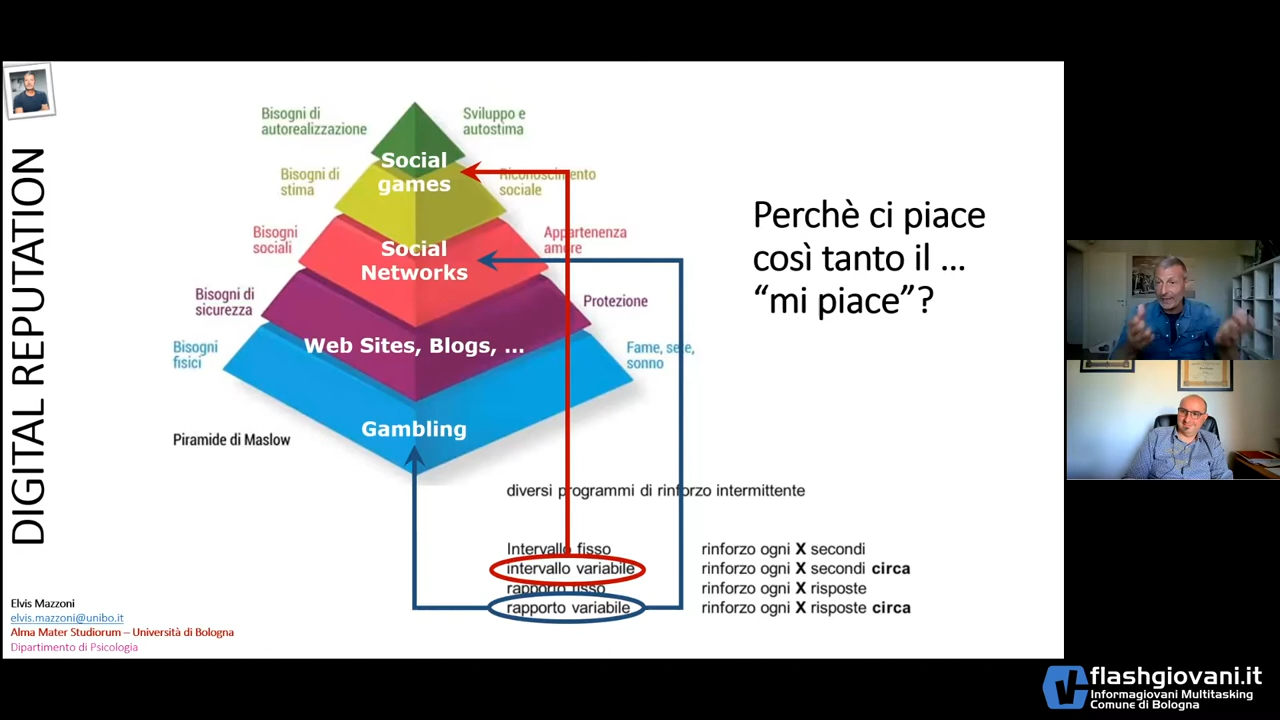 DIGITAL REPUTATION
Bisogni di
autorealizzazione
Sviluppo e
autostima
Social
games
Bisogni di
stima
Riconoscimento
sociale
Bisogni
sociali
Social
Networks
Appartenenza
amore
Bisogni di
sicurezza
Protezione
Web Sites, Blogs, ...
Bisogni
fisici
Fame, sete,
sonno
Gambling
Piramide di Maslow
Perchè ci piace
così tanto il ...
“mi piace”?
diversi programmi di rinforzo intermittente
Intervallo fisso rinforzo ogni X secondi
intervallo variabile rinforzo ogni X secondi circa
rapporto fisso rinforzo ogni X risposte
rapporto variabile rinforzo ogni X risposte circa
Elvis Mazzoni
elvis.mazzoni@unibo.it
Alma Mater Studiorum – Università di Bologna
Dipartimento di Psicologia
flashgiovani.it
Informagiovani Multitasking
Comune di Bologna